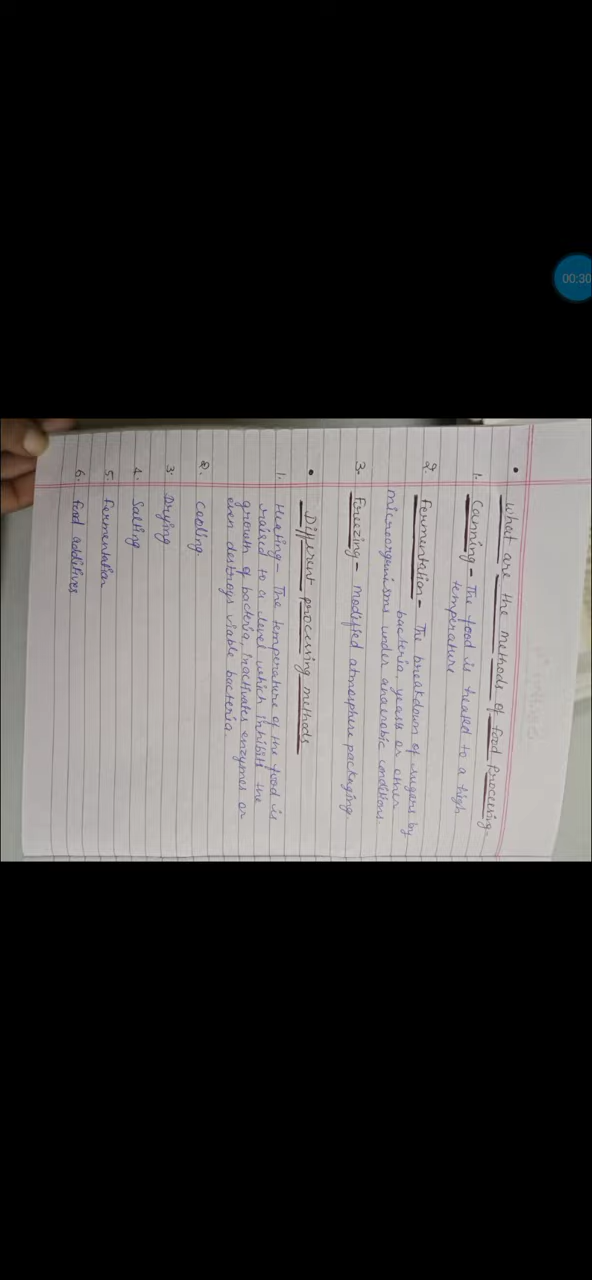 00:30
• What are the methods of food processing-
1. Canning - The food is heated to a high
temperature
2. Fermentation - The breakdown of sugars by
bacteria, yeasts or other
microorganisms under anaerobic conditions.
3. Freezing - modified atmosphere packaging
• Different processing methods
1. Heating - The temperature of the food is
raised to a level which inhibits the
growth of bacteria, inactivates enzymes or
even destroys viable bacteria.
2. Cooling
3. Drying
4. Salting
5. Fermentation
6. Food additives